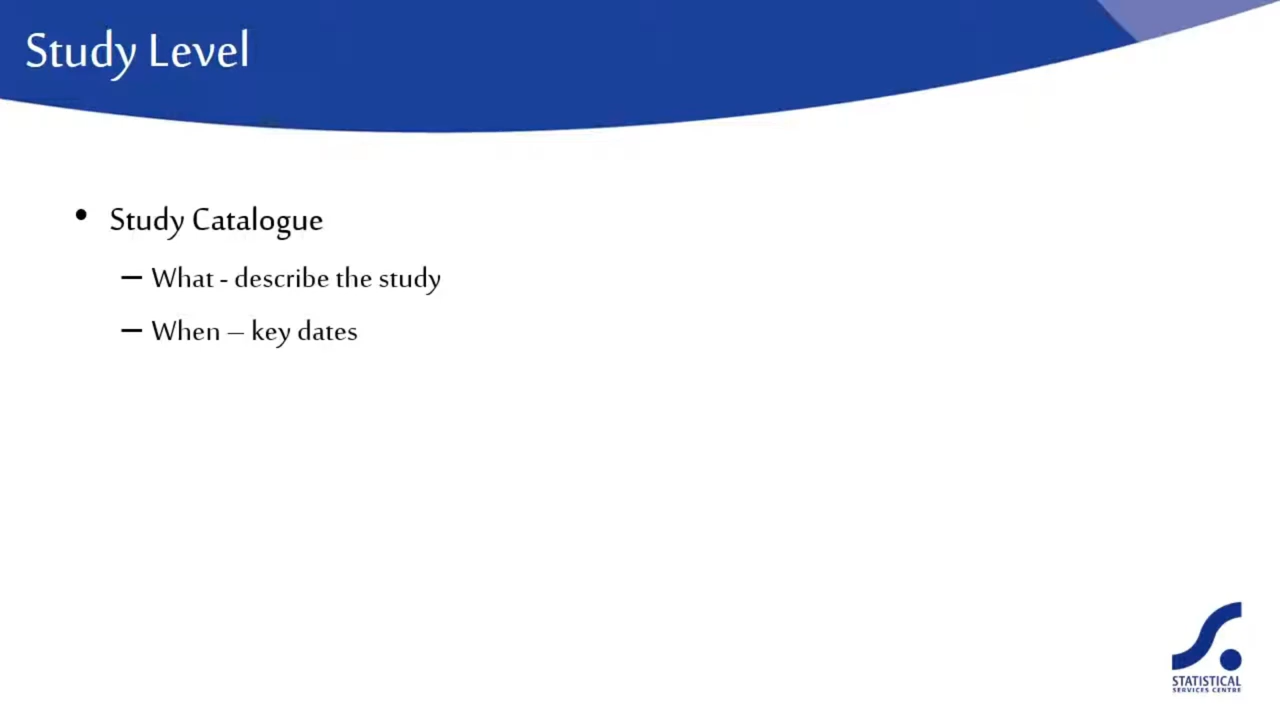 Study Level
• Study Catalogue
– What - describe the study
– When – key dates
STATISTICAL
SERVICES CENTRE